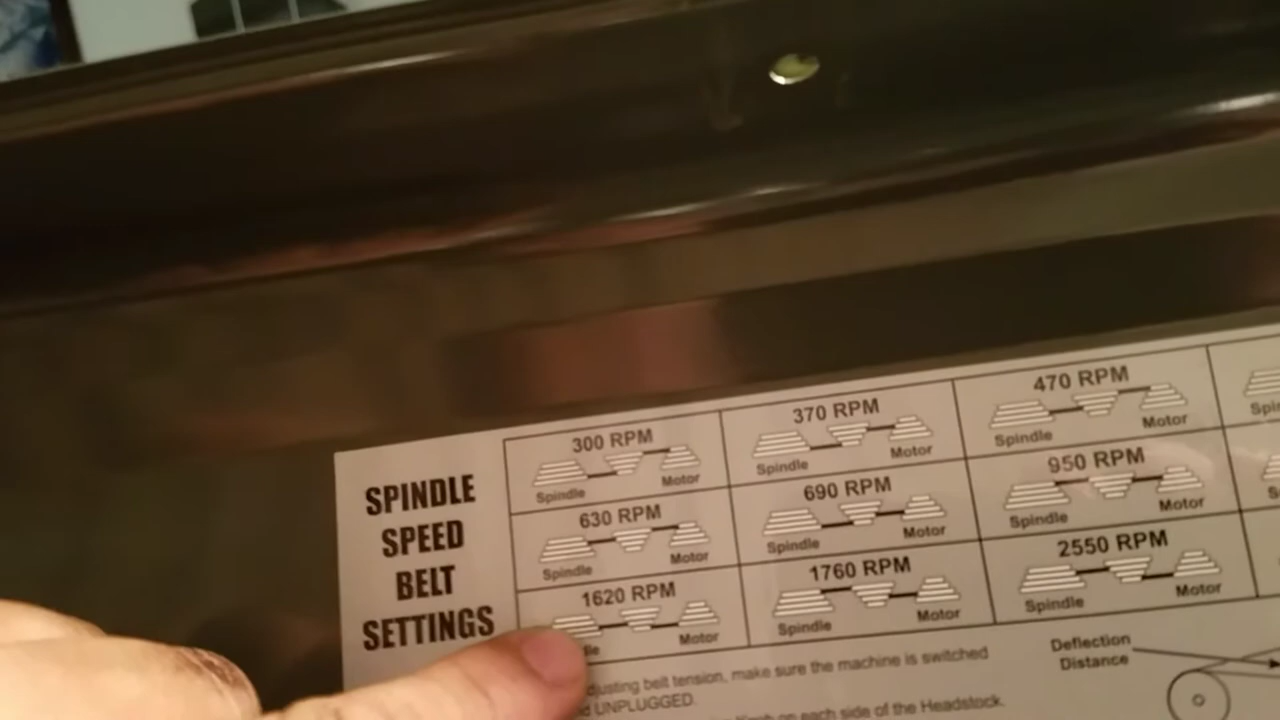 SPINDLE
SPEED
BELT
SETTINGS
300 RPM
Spindle Motor
370 RPM
Spindle Motor
470 RPM
Spindle Motor
630 RPM
Spindle Motor
690 RPM
Spindle Motor
950 RPM
Spindle Motor
1620 RPM
Motor
1760 RPM
Spindle Motor
2550 RPM
Spindle Motor
belt tension, make sure the machine is switched
UNPLUGGED.
on each side of the Headstock.
Deflection
Distance